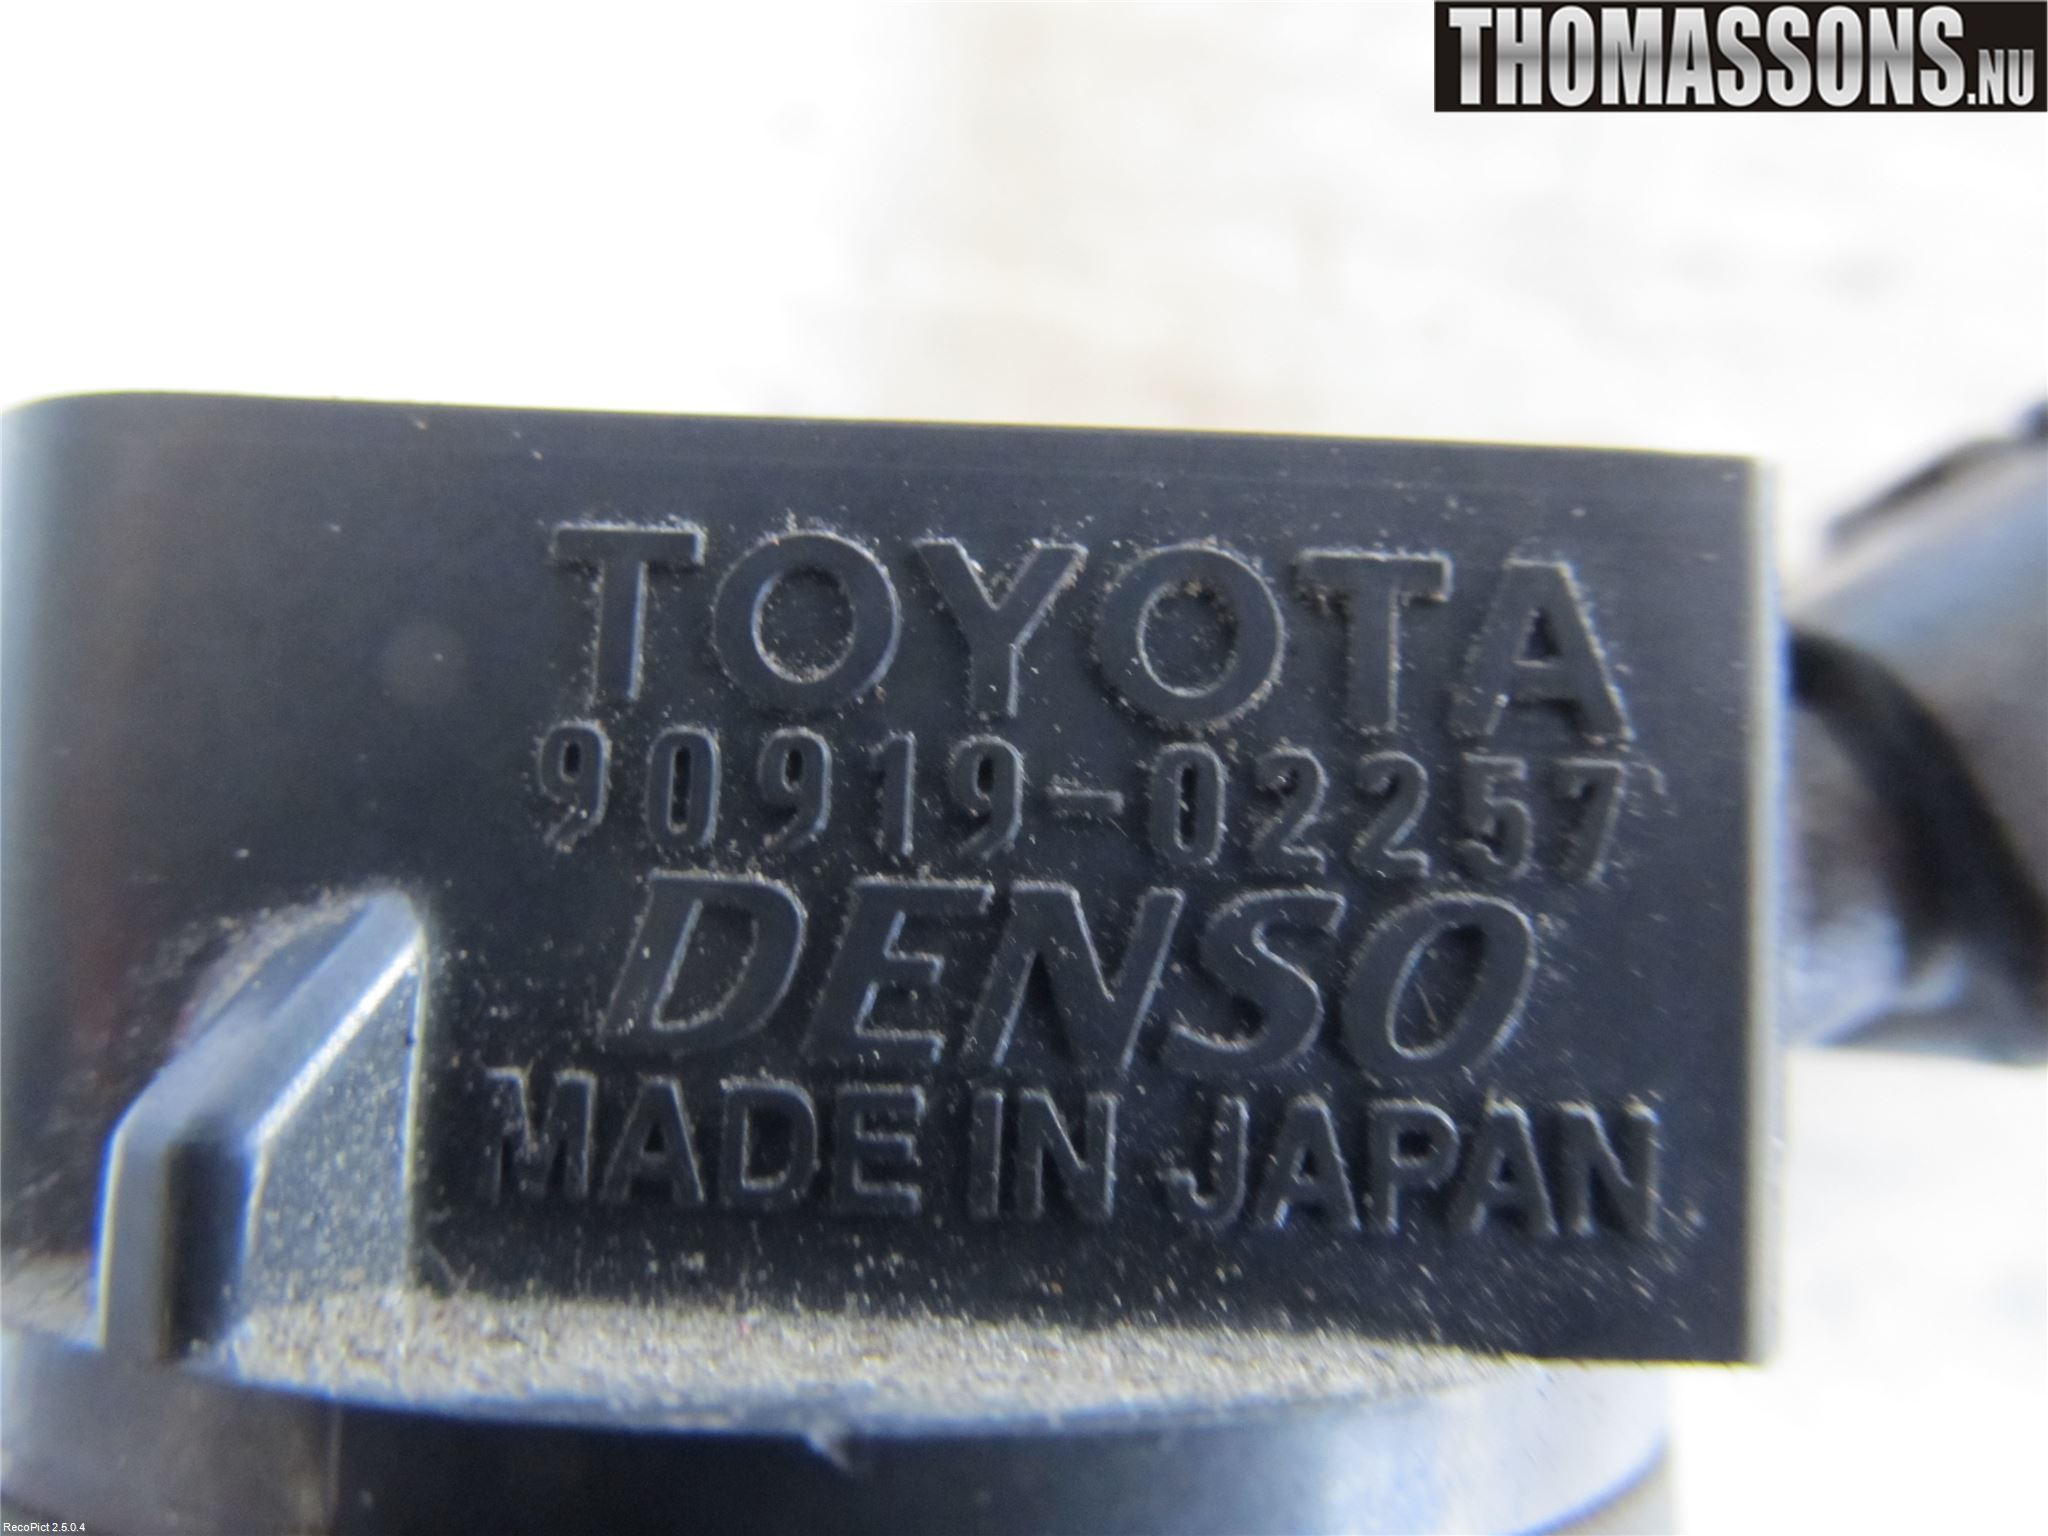 THOMASSONS.NU
TOYOTA
90919-02257
DENSO
MADE IN JAPAN
RecoPict 2.5.0.4